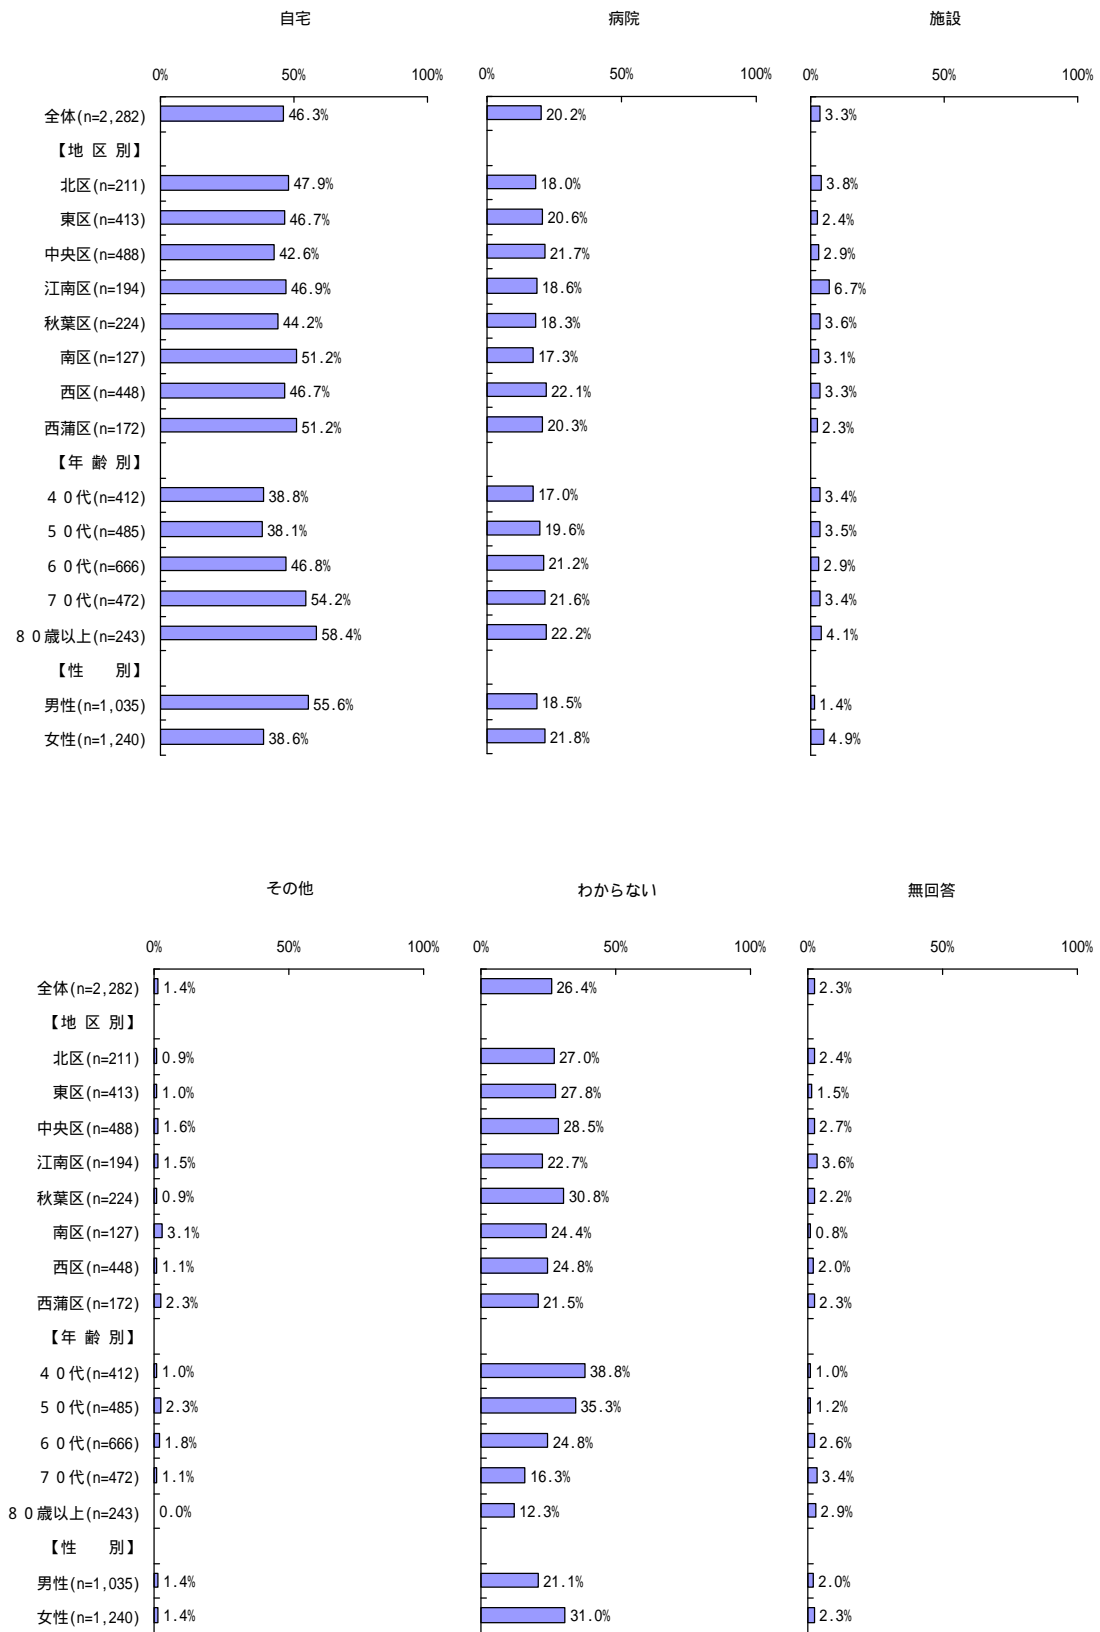 自宅 病院 施設
0% 50% 100% 0% 50% 100% 0% 50% 100%
全体(n=2,282) 46.3% 20.2% 3.3%
【地 区 別】
北区(n=211) 47.9% 18.0% 3.8%
東区(n=413) 46.7% 20.6% 2.4%
中央区(n=488) 42.6% 21.7% 2.9%
江南区(n=194) 46.9% 18.6% 6.7%
秋葉区(n=224) 44.2% 18.3% 3.6%
南区(n=127) 51.2% 17.3% 3.1%
西区(n=448) 46.7% 22.1% 3.3%
西蒲区(n=172) 51.2% 20.3% 2.3%
【年 齢 別】
４０代(n=412) 38.8% 17.0% 3.4%
５０代(n=485) 38.1% 19.6% 3.5%
６０代(n=666) 46.8% 21.2% 2.9%
７０代(n=472) 54.2% 21.6% 3.4%
８０歳以上(n=243) 58.4% 22.2% 4.1%
【性　　別】
男性(n=1,035) 55.6% 18.5% 1.4%
女性(n=1,240) 38.6% 21.8% 4.9%
その他 わからない 無回答
0% 50% 100% 0% 50% 100% 0% 50% 100%
全体(n=2,282) 1.4% 26.4% 2.3%
【地 区 別】
北区(n=211) 0.9% 27.0% 2.4%
東区(n=413) 1.0% 27.8% 1.5%
中央区(n=488) 1.6% 28.5% 2.7%
江南区(n=194) 1.5% 22.7% 3.6%
秋葉区(n=224) 0.9% 30.8% 2.2%
南区(n=127) 3.1% 24.4% 0.8%
西区(n=448) 1.1% 24.8% 2.0%
西蒲区(n=172) 2.3% 21.5% 2.3%
【年 齢 別】
４０代(n=412) 1.0% 38.8% 1.0%
５０代(n=485) 2.3% 35.3% 1.2%
６０代(n=666) 1.8% 24.8% 2.6%
７０代(n=472) 1.1% 16.3% 3.4%
８０歳以上(n=243) 0.0% 12.3% 2.9%
【性　　別】
男性(n=1,035) 1.4% 21.1% 2.0%
女性(n=1,240) 1.4% 31.0% 2.3%